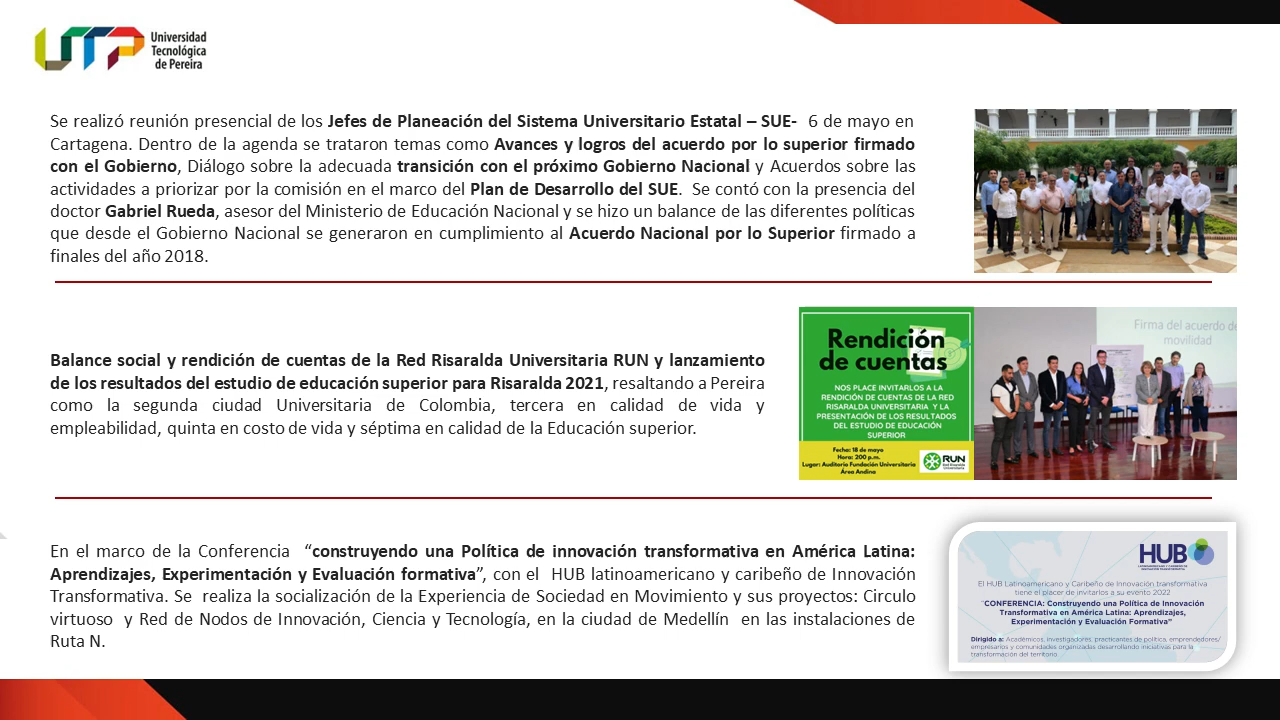 Universidad
Tecnológica
de Pereira
Se realizó reunión presencial de los Jefes de Planeación del Sistema Universitario Estatal – SUE- 6 de mayo en
Cartagena. Dentro de la agenda se trataron temas como Avances y logros del acuerdo por lo superior firmado
con el Gobierno, Diálogo sobre la adecuada transición con el próximo Gobierno Nacional y Acuerdos sobre las
actividades a priorizar por la comisión en el marco del Plan de Desarrollo del SUE. Se contó con la presencia del
doctor Gabriel Rueda, asesor del Ministerio de Educación Nacional y se hizo un balance de las diferentes políticas
que desde el Gobierno Nacional se generaron en cumplimiento al Acuerdo Nacional por lo Superior firmado a
finales del año 2018.
Balance social y rendición de cuentas de la Red Risaralda Universitaria RUN y lanzamiento
de los resultados del estudio de educación superior para Risaralda 2021, resaltando a Pereira
como la segunda ciudad Universitaria de Colombia, tercera en calidad de vida y
empleabilidad, quinta en costo de vida y séptima en calidad de la Educación superior.
Rendición
de cuentas
NOS PLACE INVITARLOS A LA
RENDICIÓN DE CUENTAS DE LA RED
RISARALDA UNIVERSITARIA Y LA
PRESENTACIÓN DE LOS RESULTADOS
DEL ESTUDIO DE EDUCACIÓN
SUPERIOR
Fecha: 18 de mayo
Hora: 200 p.m.
Lugar: Auditorio Fundación Universitaria
Área Andina
RUN
Red Risaralda
Universitaria
Firma del acuerdo de
movilidad
En el marco de la Conferencia “construyendo una Política de innovación transformativa en América Latina:
Aprendizajes, Experimentación y Evaluación formativa”, con el HUB latinoamericano y caribeño de Innovación
Transformativa. Se realiza la socialización de la Experiencia de Sociedad en Movimiento y sus proyectos: Circulo
virtuoso y Red de Nodos de Innovación, Ciencia y Tecnología, en la ciudad de Medellín en las instalaciones de
Ruta N.
HUB
LATINOAMERICANO Y CARIBEÑO DE
INNOVACIÓN TRANSFORMATIVA
El HUB Latinoamericano y Caribeño de Innovación transformativa
tiene el placer de invitarlos a su evento 2022
"CONFERENCIA: Construyendo una Política de Innovación
Transformativa en América Latina: Aprendizajes,
Experimentación y Evaluación Formativa"
Dirigido a: Académicos, investigadores, practicantes de política, emprendedores/
empresarios y comunidades organizadas desarrollando iniciativas para la
transformación del territorio.